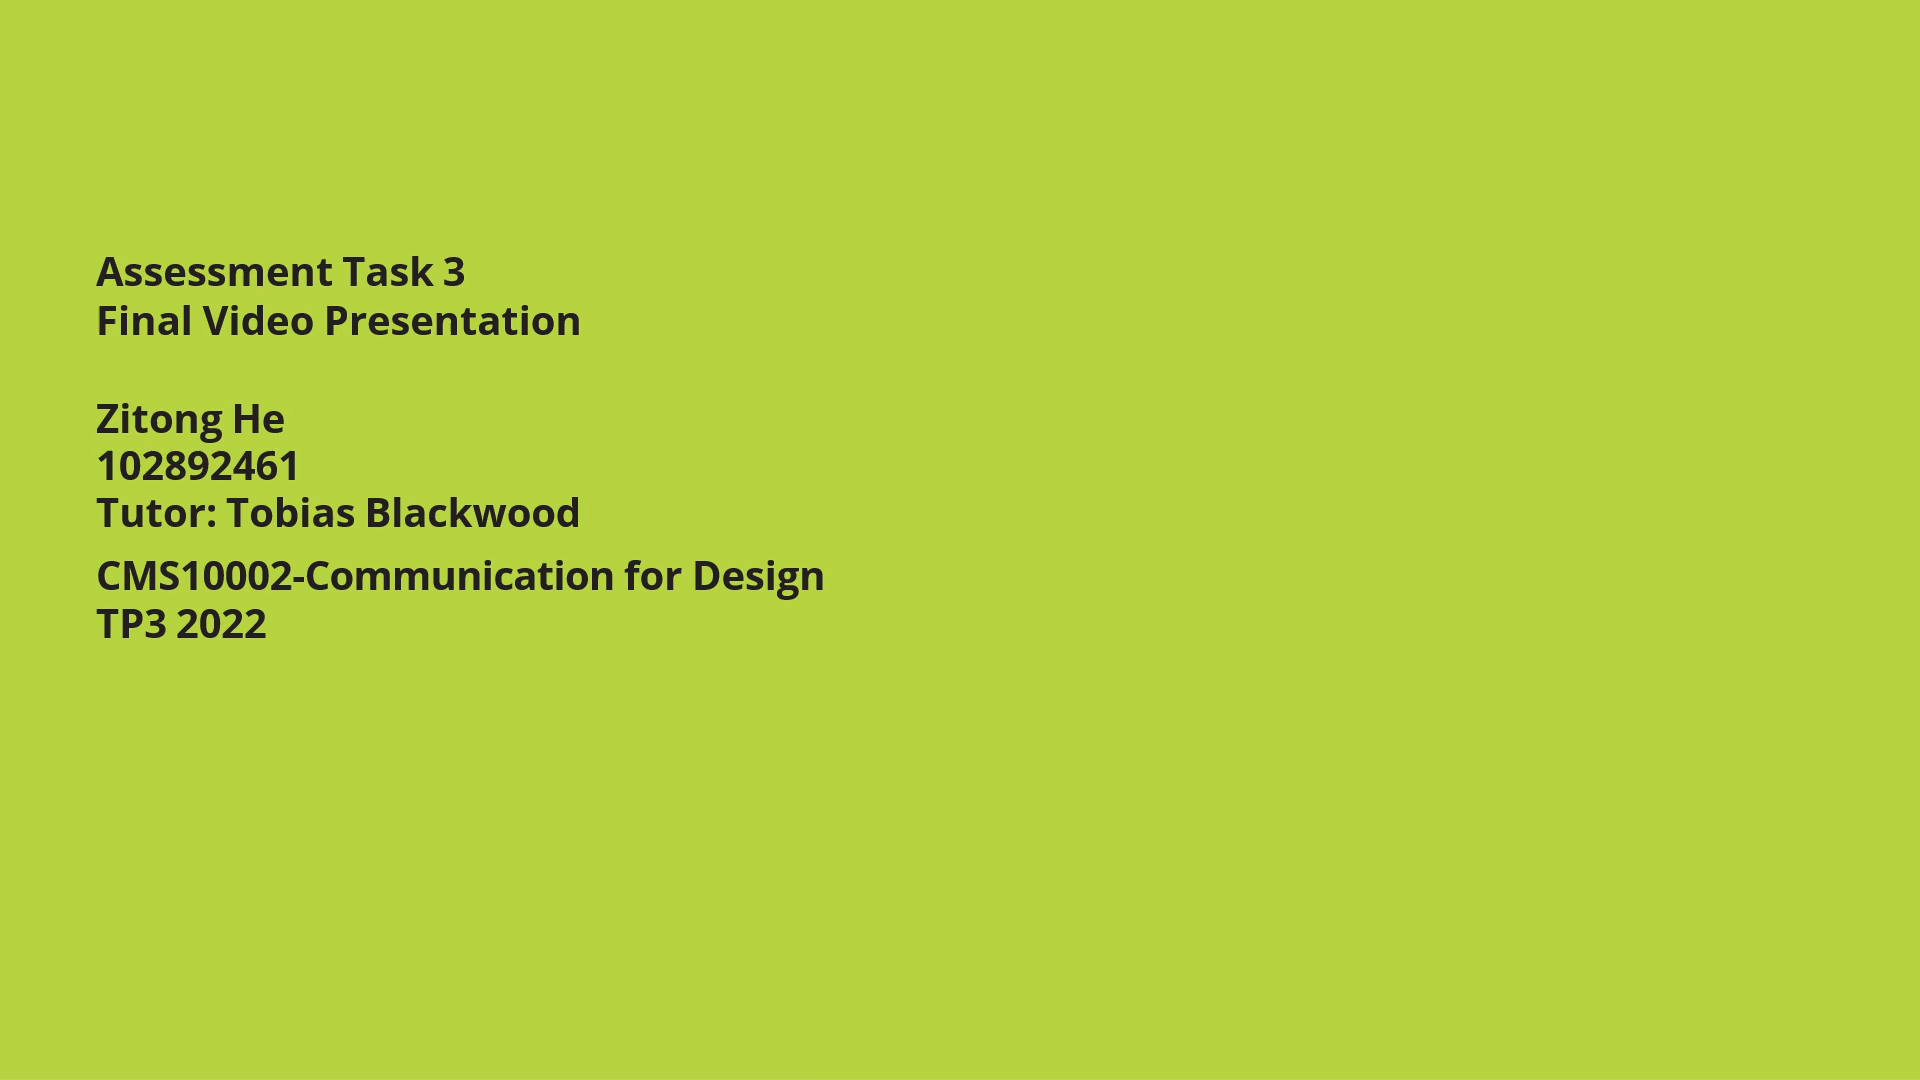 Assessment Task 3
Final Video Presentation
Zitong He
102892461
Tutor: Tobias Blackwood
CMS10002-Communication for Design
TP3 2022